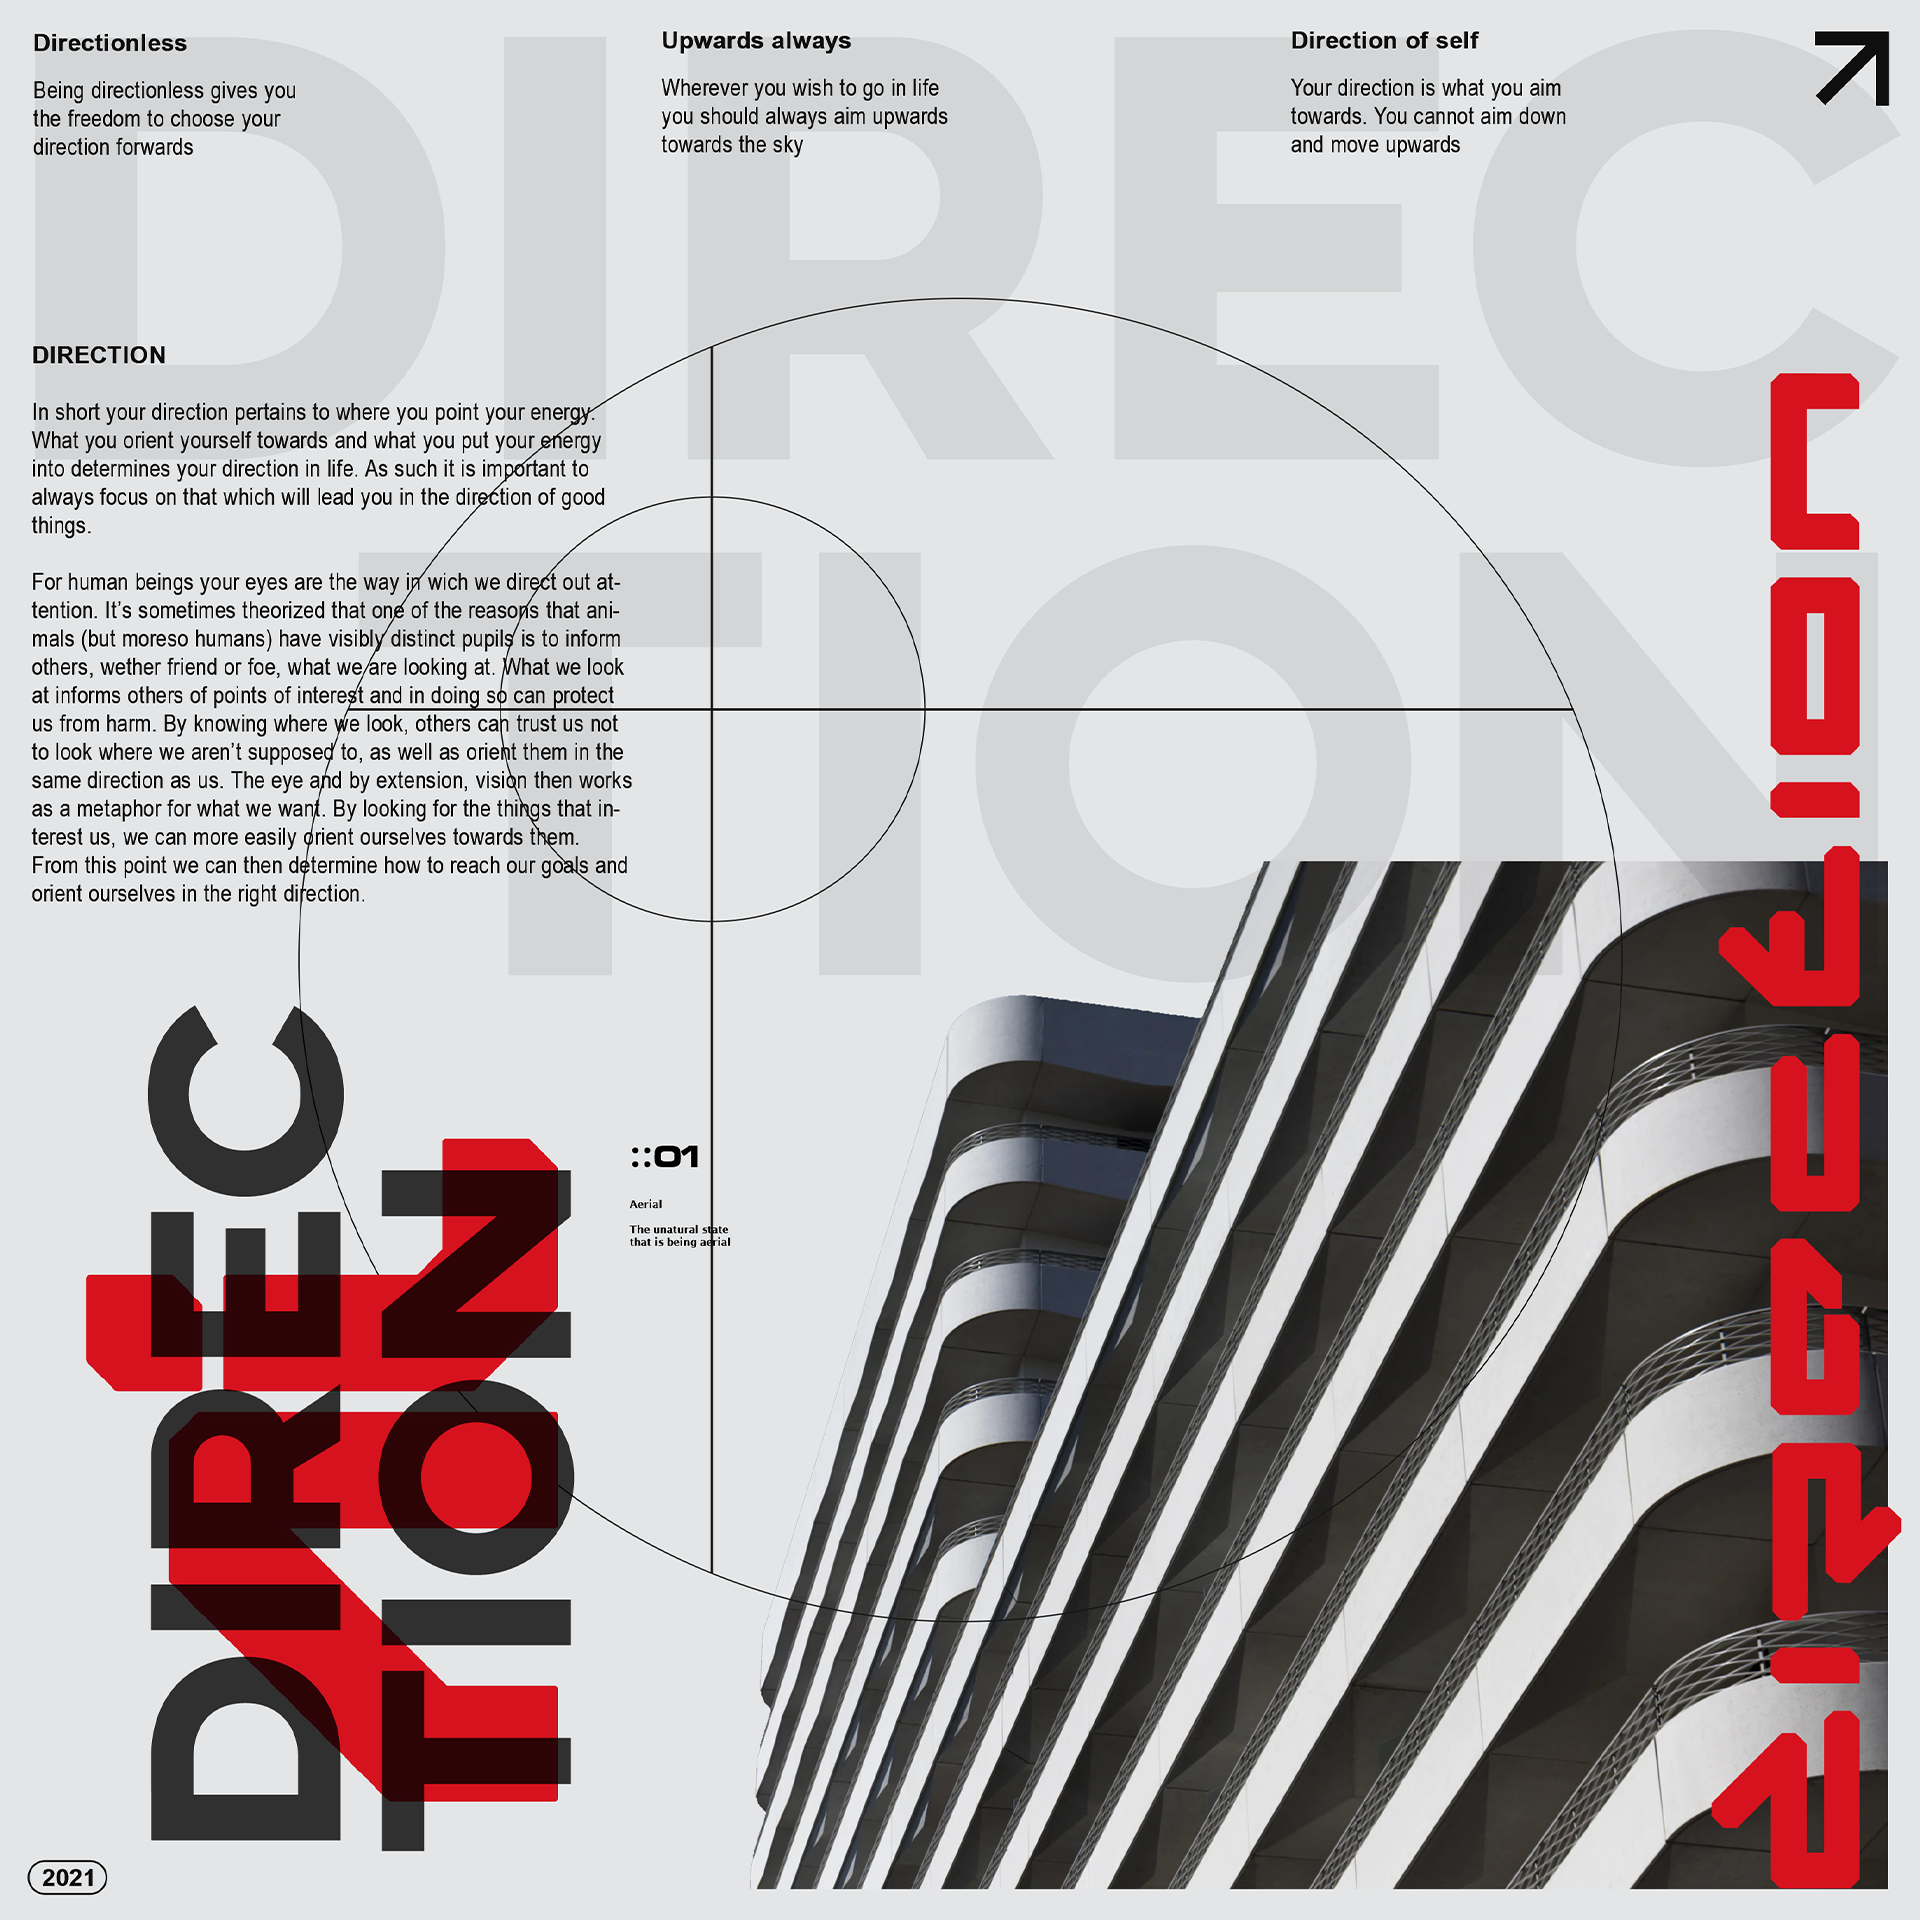 Directionless
Being directionless gives you
the freedom to choose your
direction forwards
Upwards always
Wherever you wish to go in life
you should always aim upwards
towards the sky
Direction of self
Your direction is what you aim
towards. You cannot aim down
and move upwards
DIREC
TION
DIRECTION
In short your direction pertains to where you point your energy.
What you orient yourself towards and what you put your energy
into determines your direction in life. As such it is important to
always focus on that which will lead you in the direction of good
things.
For human beings your eyes are the way in wich we direct out at-
tention. It’s sometimes theorized that one of the reasons that ani-
mals (but moreso humans) have visibly distinct pupils is to inform
others, wether friend or foe, what we are looking at. What we look
at informs others of points of interest and in doing so can protect
us from harm. By knowing where we look, others can trust us not
to look where we aren’t supposed to, as well as orient them in the
same direction as us. The eye and by extension, vision then works
as a metaphor for what we want. By looking for the things that in-
terest us, we can more easily orient ourselves towards them.
From this point we can then determine how to reach our goals and
orient ourselves in the right direction.
::01
Aerial
The unatural state
that is being aerial
DIREC
TION
direction
2021